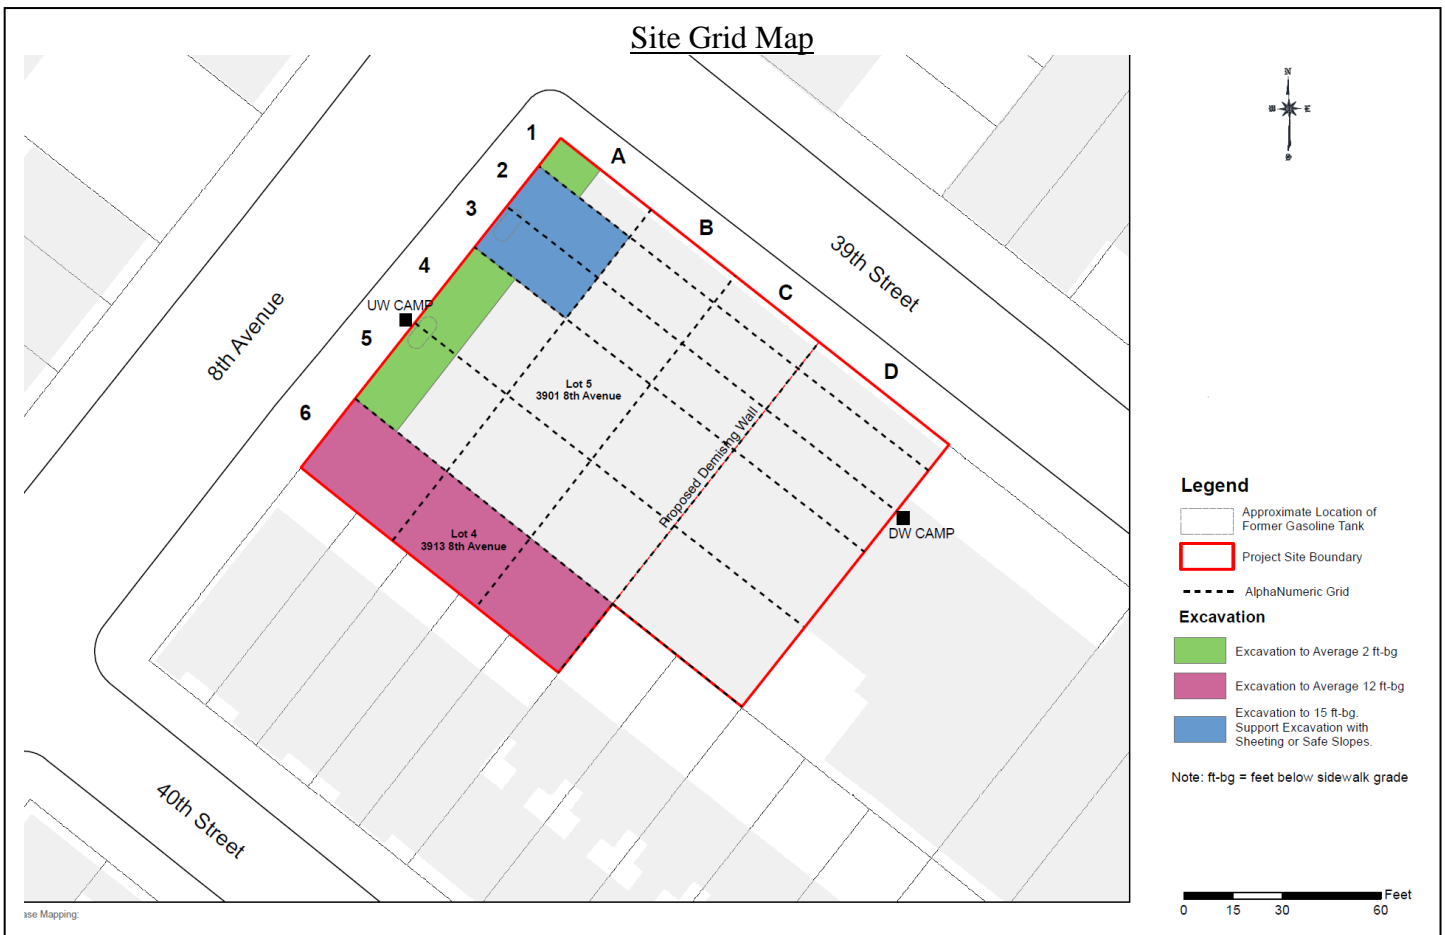 Site Grid Map
N
1
A
2
3
B
39th Street
4
C
UW CAMP
8th Avenue
5
D
Lot 5
3901 8th Avenue
6
Proposed Demising Wall
Lot 4
3913 8th Avenue
DW CAMP
40th Street
Legend
Approximate Location of
Former Gasoline Tank
Project Site Boundary
AlphaNumeric Grid
Excavation
Excavation to Average 2 ft-bg
Excavation to Average 12 ft-bg
Excavation to 15 ft-bg.
Support Excavation with
Sheeting or Safe Slopes.
Note: ft-bg = feet below sidewalk grade
Feet
0 15 30 60
ase Mapping: